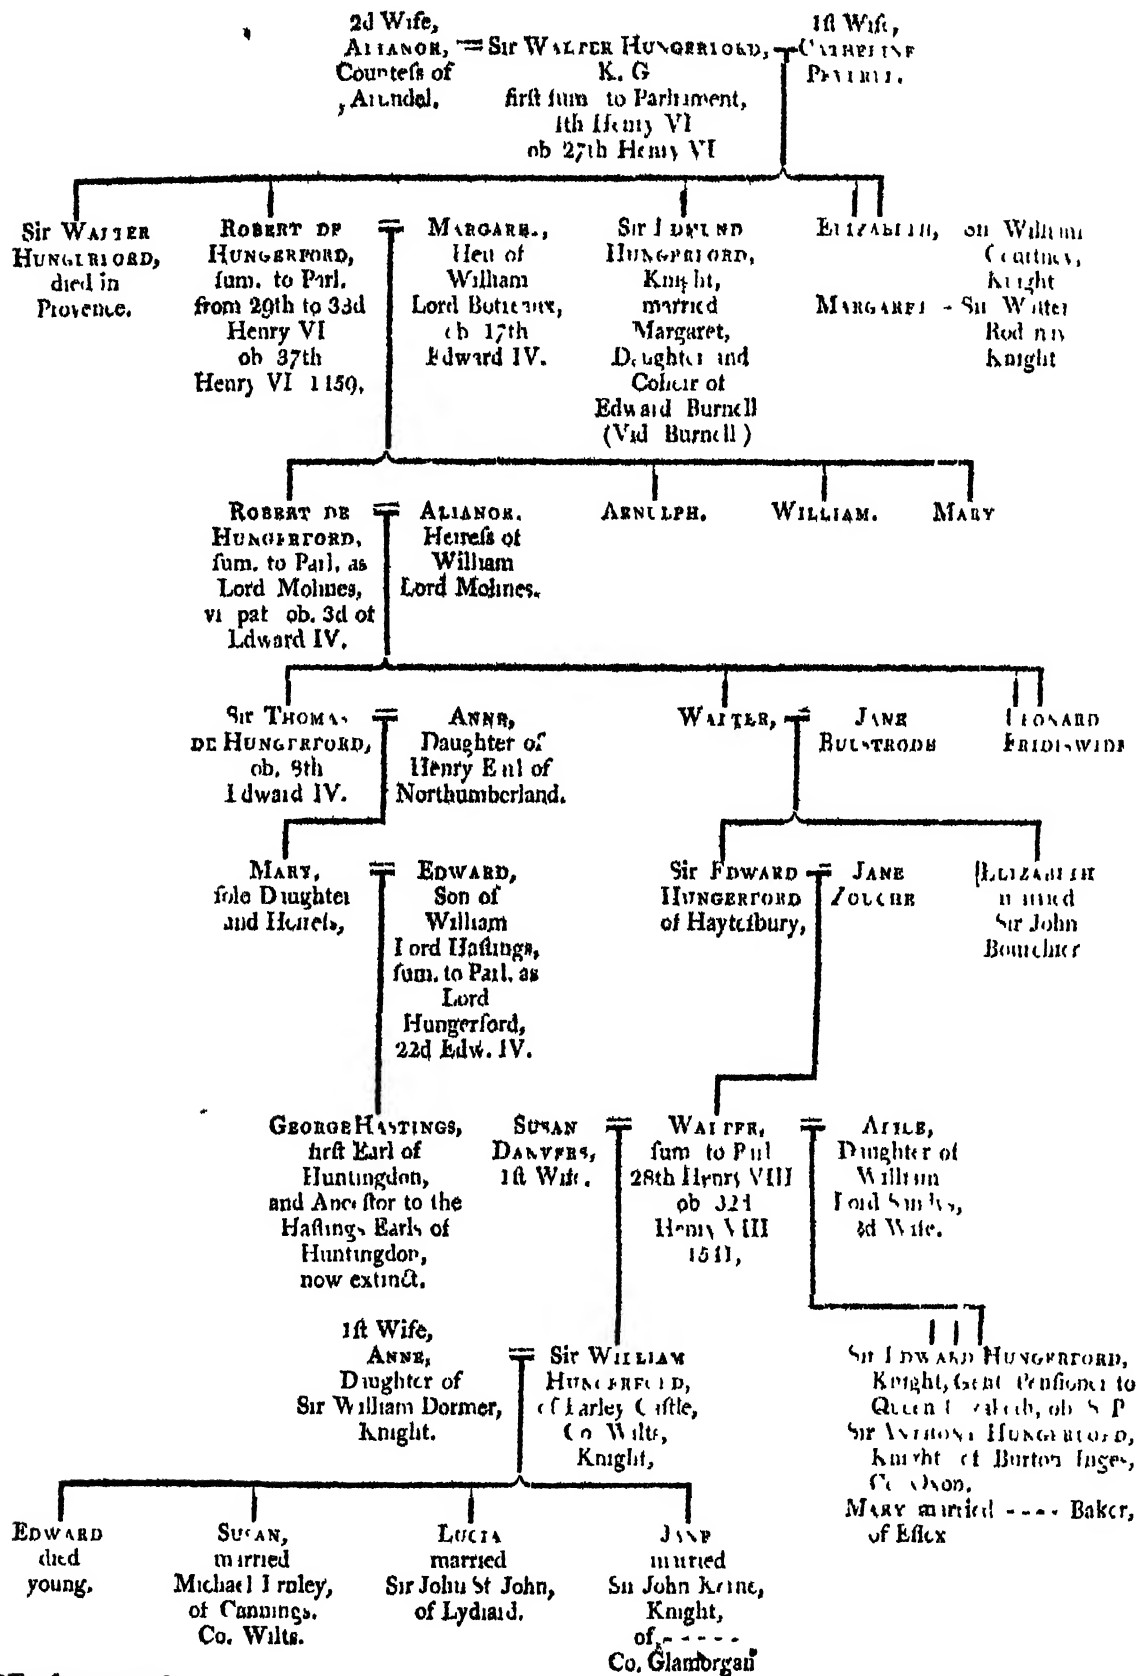 2d Wife,
ALIANOR,
Countess of
Arundel.
Sir WALTER HUNGERFORD,
K. G
first sum to Parliament,
4th Henry VI
ob 27th Henry VI
1st Wife,
CATHERINE
PEVEREL.
Sir WALTER
HUNGERFORD,
died in
Provence.
ROBERT DE
HUNGERFORD,
sum. to Parl.
from 29th to 33d
Henry VI
ob 37th
Henry VI 1459,
MARGARET,
Heir of
William
Lord Botreaux,
ob 17th
Edward IV.
Sir EDMUND
HUNGERFORD,
Knight,
married
Margaret,
Daughter and
Coheir of
Edward Burnell
(Vid Burnell)
ELIZABETH, William
Courtney,
Knight
MARGARET - Sir Walter
Rodney
Knight
ROBERT DE
HUNGERFORD,
sum. to Parl. as
Lord Molines,
vi pat ob. 3d of
Edward IV.
ALIANOR.
Heiress of
William
Lord Molines.
ARNULPH.
WILLIAM.
MARY
Sir THOMAS
DE HUNGERFORD,
ob. 8th
Edward IV.
ANNE,
Daughter of
Henry Earl of
Northumberland.
WALTER,
JANE
BULSTRODE
LEONARD
FRIDISWIDE
MARY,
sole Daughter
and Heiress,
EDWARD,
Son of
William
Lord Hastings,
sum. to Parl. as
Lord
Hungerford,
22d Edw. IV.
Sir EDWARD
HUNGERFORD
of Haytesbury,
JANE
ZOUCHE
ELIZABETH
married
Sir John
Bourchier
GEORGE HASTINGS,
first Earl of
Huntingdon,
and Ancestor to the
Hastings Earls of
Huntingdon,
now extinct.
SUSAN
DANVERS,
1st Wife.
WALTER,
sum to Parl
28th Henry VIII
ob 32d
Henry VIII
1541,
ALICE,
Daughter of
William
Lord Sandys,
3d Wife.
1st Wife,
ANNE,
Daughter of
Sir William Dormer,
Knight.
Sir WILLIAM
HUNGERFORD,
of Farley Castle,
Co Wilts,
Knight,
Sir EDWARD HUNGERFORD,
Knight, Gent Pensioner to
Queen Elizabeth, ob S P
Sir ANTHONY HUNGERFORD,
Knight of Burton Inges,
Co Oxon.
MARY married - - - - Baker,
of Essex
EDWARD
died
young.
SUSAN,
married
Michael Ernley,
of Cannings.
Co. Wilts.
LUCIA
married
Sir John St John,
of Lydiard.
JANE
married
Sir John Kerne,
Knight,
of - - - - -
Co. Glamorgan